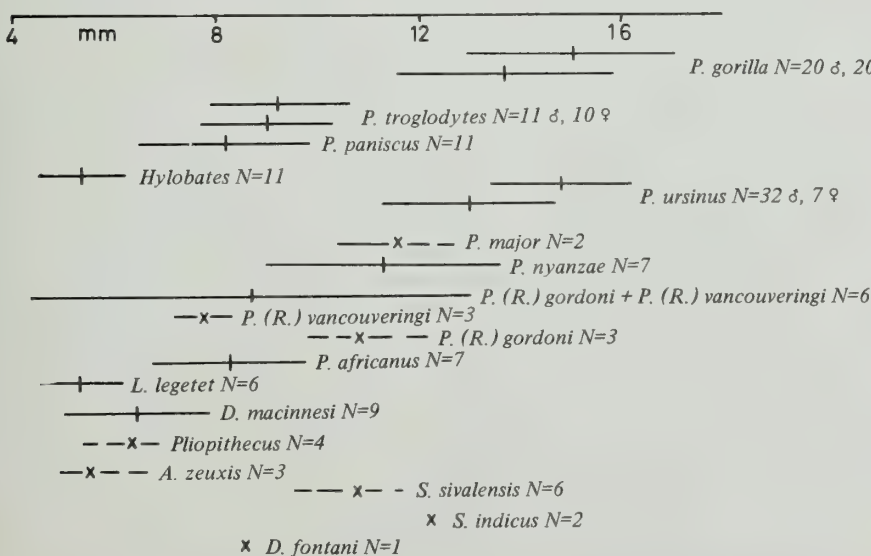 4 mm 8 12 16
P. gorilla N=20 ♂, 20
P. troglodytes N=11 ♂, 10 ♀
P. paniscus N=11
Hylobates N=11
P. ursinus N=32 ♂, 7 ♀
P. major N=2
P. nyanzae N=7
P. (R.) gordoni + P. (R.) vancouveringi N=6
P. (R.) vancouveringi N=3
P. (R.) gordoni N=3
P. africanus N=7
L. legetet N=6
D. macinnesi N=9
Pliopithecus N=4
A. zeuxis N=3
S. sivalensis N=6
S. indicus N=2
D. fontani N=1